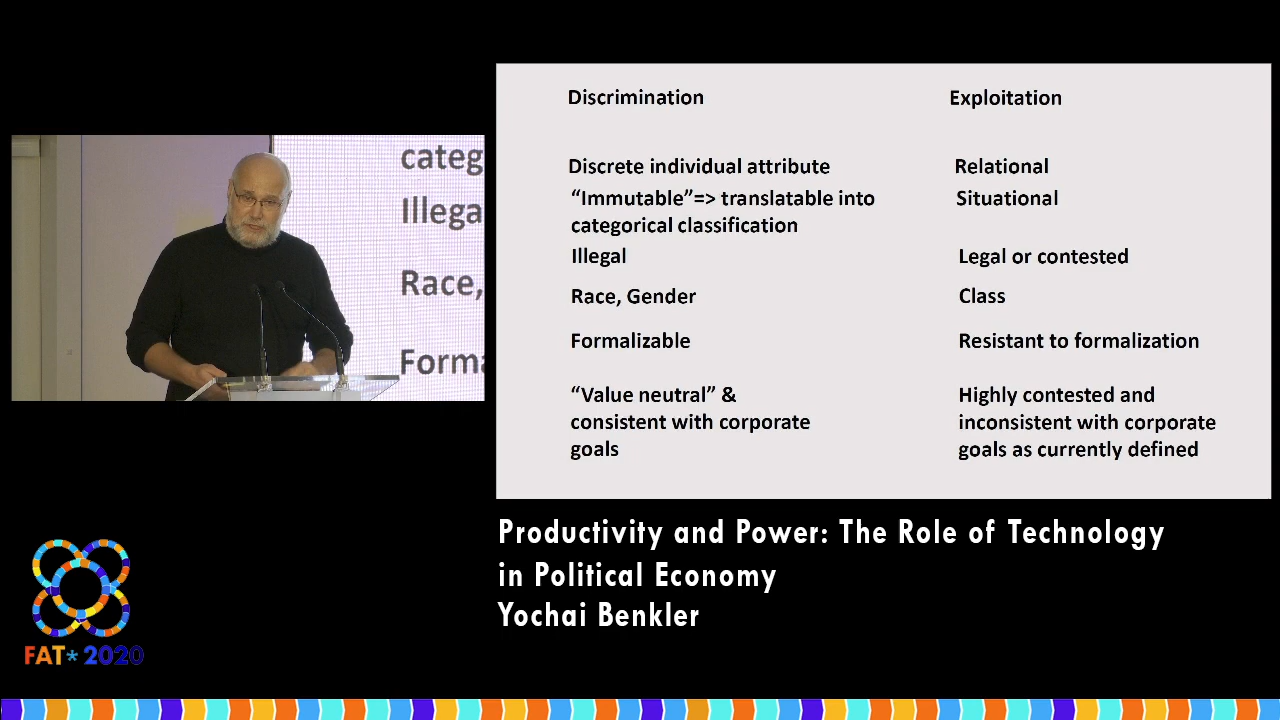 Discrimination
Exploitation
Discrete individual attribute
Relational
“Immutable”=> translatable into
categorical classification
Situational
Illegal
Legal or contested
Race, Gender
Class
Formalizable
Resistant to formalization
“Value neutral” &
consistent with corporate
goals
Highly contested and
inconsistent with corporate
goals as currently defined
categ
Illega
Race,
Forma
Productivity and Power: The Role of Technology
in Political Economy
Yochai Benkler
FAT* 2020